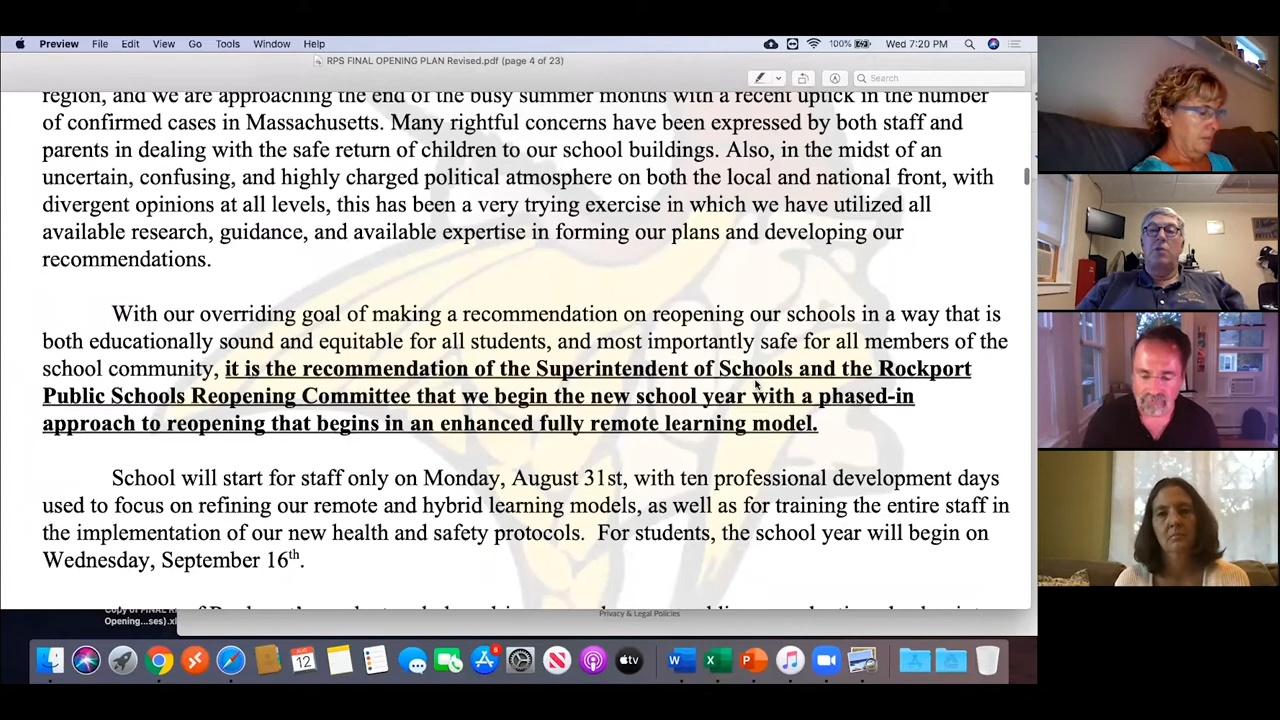 Preview File Edit View Go Tools Window Help 100% Wed 7:20 PM
RPS FINAL OPENING PLAN Revised.pdf (page 4 of 23)
Search
region, and we are approaching the end of the busy summer months with a recent uptick in the number
of confirmed cases in Massachusetts. Many rightful concerns have been expressed by both staff and
parents in dealing with the safe return of children to our school buildings. Also, in the midst of an
uncertain, confusing, and highly charged political atmosphere on both the local and national front, with
divergent opinions at all levels, this has been a very trying exercise in which we have utilized all
available research, guidance, and available expertise in forming our plans and developing our
recommendations.
With our overriding goal of making a recommendation on reopening our schools in a way that is
both educationally sound and equitable for all students, and most importantly safe for all members of the
school community, it is the recommendation of the Superintendent of Schools and the Rockport
Public Schools Reopening Committee that we begin the new school year with a phased-in
approach to reopening that begins in an enhanced fully remote learning model.
School will start for staff only on Monday, August 31st, with ten professional development days
used to focus on refining our remote and hybrid learning models, as well as for training the entire staff in
the implementation of our new health and safety protocols. For students, the school year will begin on
Wednesday, September 16th.
Privacy & Legal Policies
Opening...ses).xl
AUG
12
6
tv
W X P